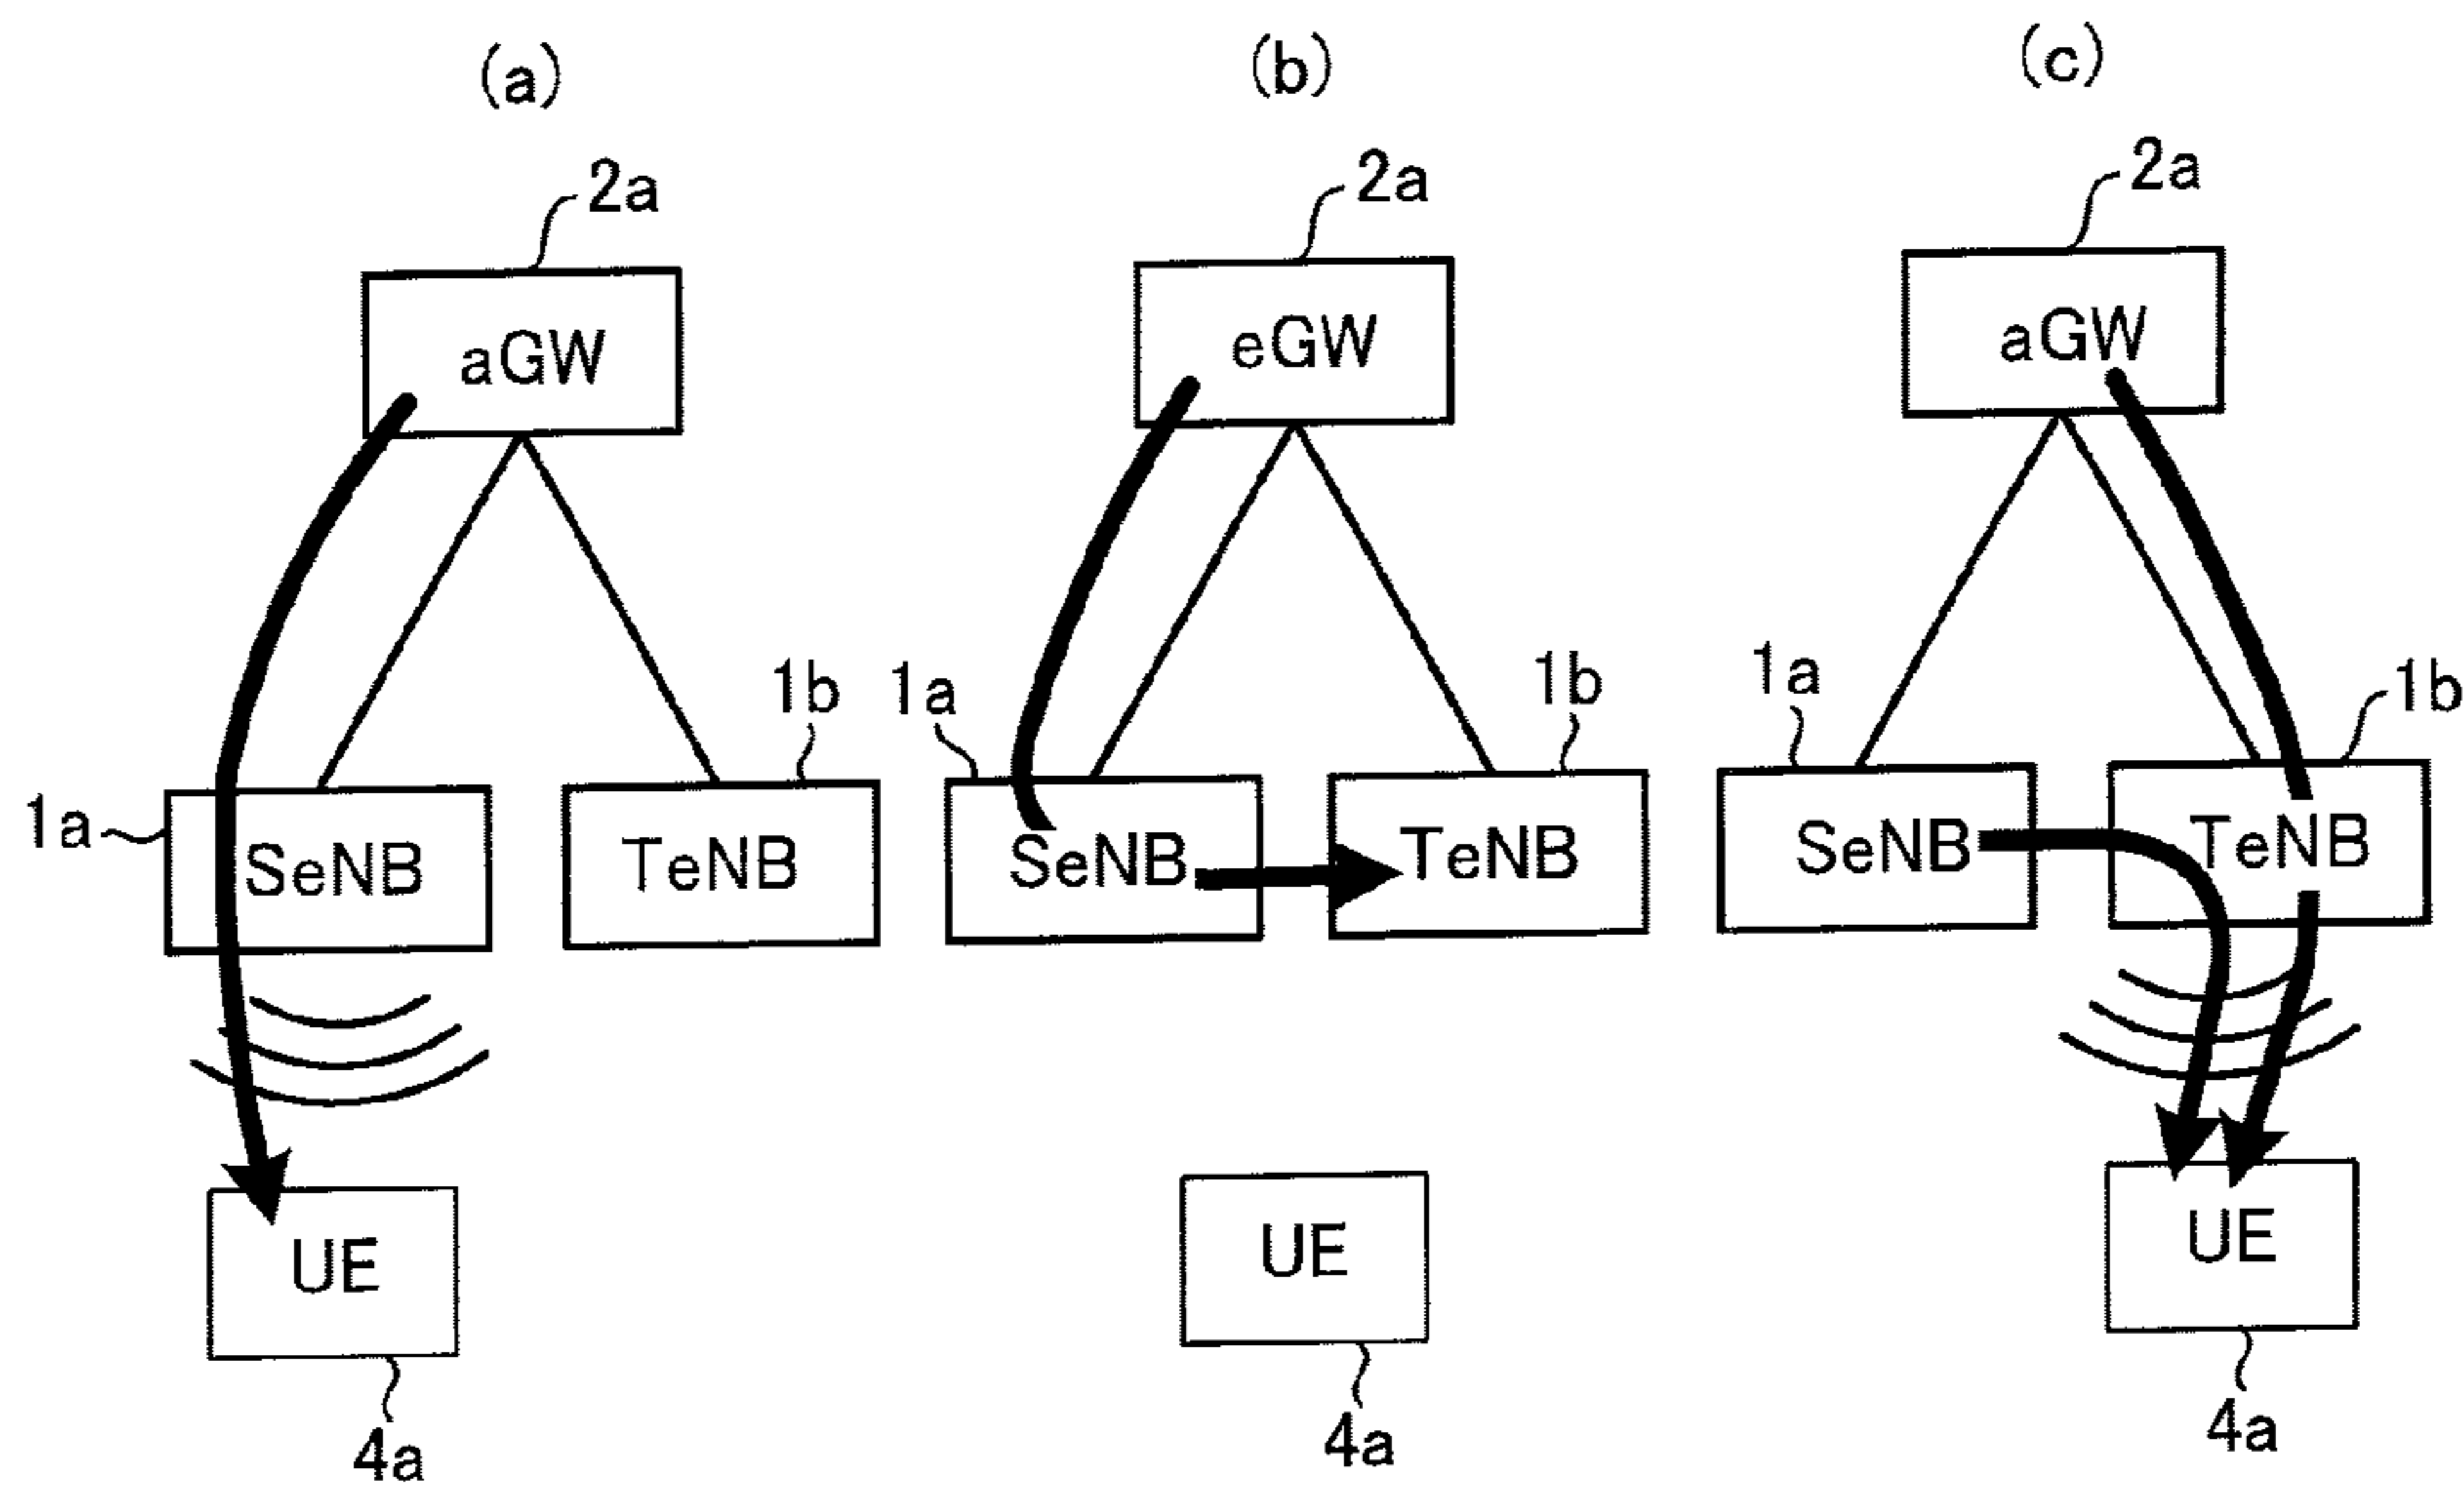 (a)
2a
aGW
1b
1a
SeNB
TeNB
UE
4a
(b)
2a
eGW
1a
1b
SeNB
TeNB
UE
4a
(c)
2a
aGW
1a
1b
SeNB
TeNB
UE
4a